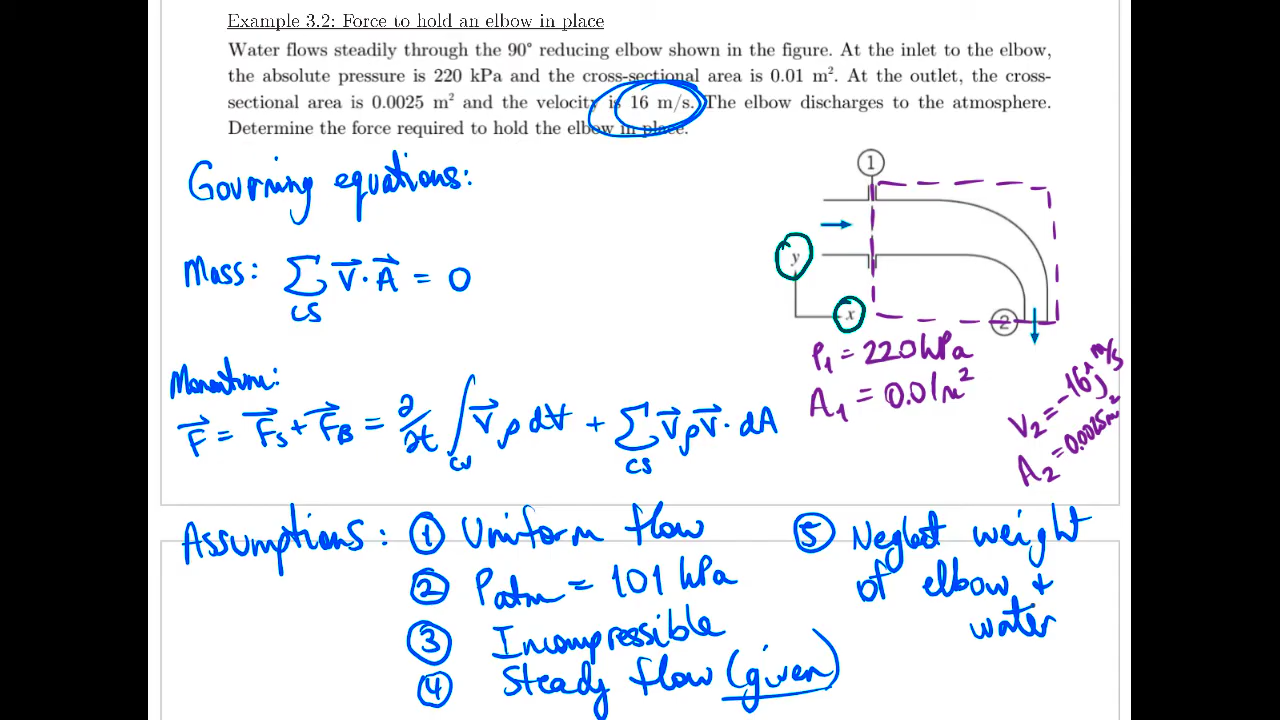 Example 3.2: Force to hold an elbow in place
Water flows steadily through the 90° reducing elbow shown in the figure. At the inlet to the elbow,
the absolute pressure is 220 kPa and the cross-sectional area is 0.01 m². At the outlet, the cross-
sectional area is 0.0025 m² and the velocity is 16 m/s. The elbow discharges to the atmosphere.
Determine the force required to hold the elbow in place.
Governing equations:
Mass: Σ_CS V⃗ · A⃗ = 0
Momentum:
F⃗ = F⃗_S + F⃗_B = ∂/∂t ∫_CV V⃗ ρ dV + Σ_CS V⃗ ρ V⃗ · dA
1
y
x
2
P₁ = 220 kPa
A₁ = 0.01 m²
V₂ = -16 ĵ m/s
A₂ = 0.0025 m²
Assumptions: ① Uniform flow
② Patm = 101 kPa
③ Incompressible
④ Steady flow (given)
⑤ Neglect weight
of elbow +
water